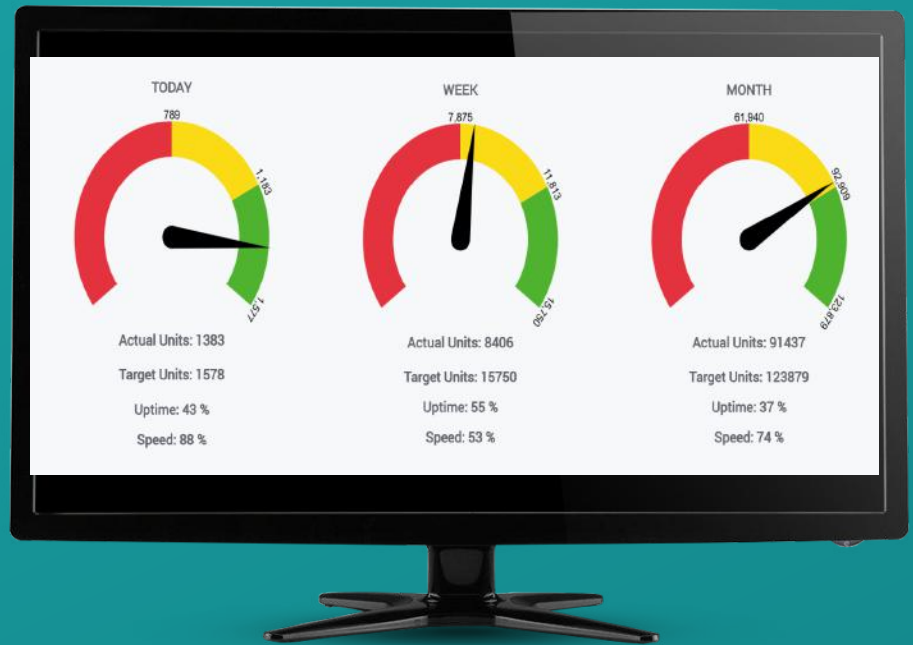 TODAY
789
1,183
1,577
Actual Units: 1383
Target Units: 1578
Uptime: 43 %
Speed: 88 %
WEEK
7,875
11,813
15,750
Actual Units: 8406
Target Units: 15750
Uptime: 55 %
Speed: 53 %
MONTH
61,940
92,909
123,879
Actual Units: 91437
Target Units: 123879
Uptime: 37 %
Speed: 74 %